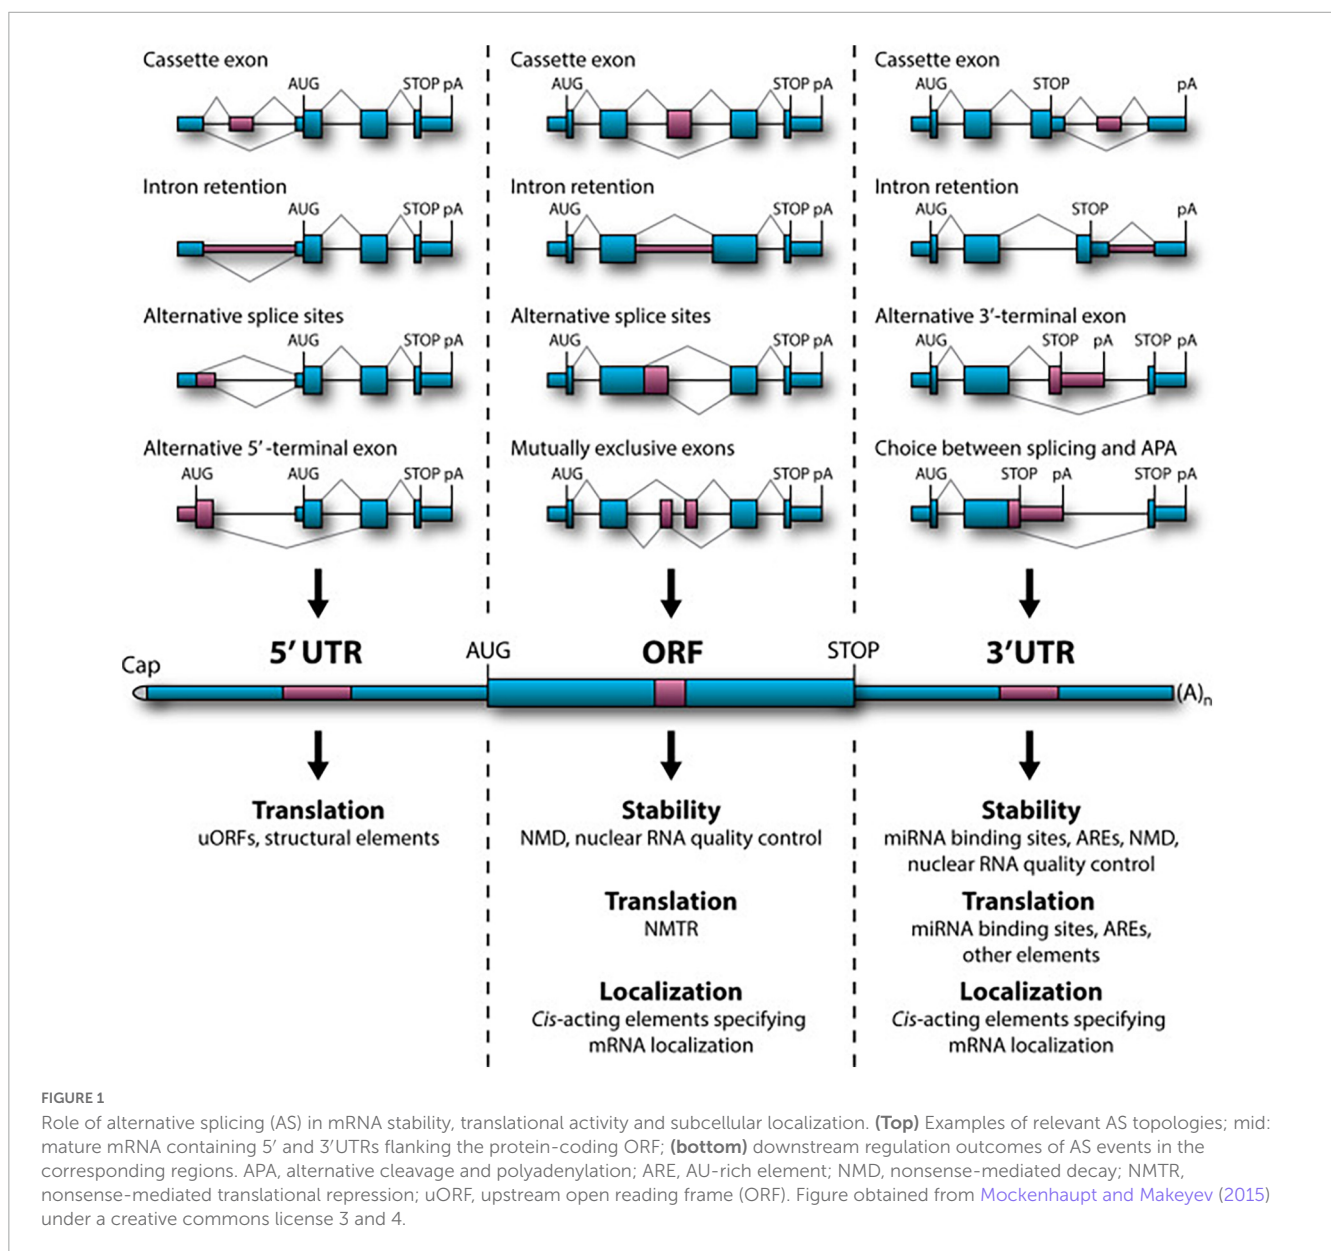 Cassette exon
AUG STOP pA
Intron retention
AUG STOP pA
Alternative splice sites
AUG STOP pA
Alternative 5′-terminal exon
AUG AUG STOP pA
Cassette exon
AUG STOP pA
Intron retention
AUG STOP pA
Alternative splice sites
AUG STOP pA
Mutually exclusive exons
AUG STOP pA
Cassette exon
AUG STOP pA
Intron retention
AUG STOP pA
Alternative 3′-terminal exon
AUG STOP pA STOP pA
Choice between splicing and APA
AUG STOP pA STOP pA
Cap 5′ UTR AUG ORF STOP 3′UTR (A)n
Translation
uORFs, structural elements
Stability
NMD, nuclear RNA quality control
Translation
NMTR
Localization
Cis-acting elements specifying
mRNA localization
Stability
miRNA binding sites, AREs, NMD,
nuclear RNA quality control
Translation
miRNA binding sites, AREs,
other elements
Localization
Cis-acting elements specifying
mRNA localization
FIGURE 1
Role of alternative splicing (AS) in mRNA stability, translational activity and subcellular localization. (Top) Examples of relevant AS topologies; mid:
mature mRNA containing 5′ and 3′UTRs flanking the protein-coding ORF; (bottom) downstream regulation outcomes of AS events in the
corresponding regions. APA, alternative cleavage and polyadenylation; ARE, AU-rich element; NMD, nonsense-mediated decay; NMTR,
nonsense-mediated translational repression; uORF, upstream open reading frame (ORF). Figure obtained from Mockenhaupt and Makeyev (2015)
under a creative commons license 3 and 4.